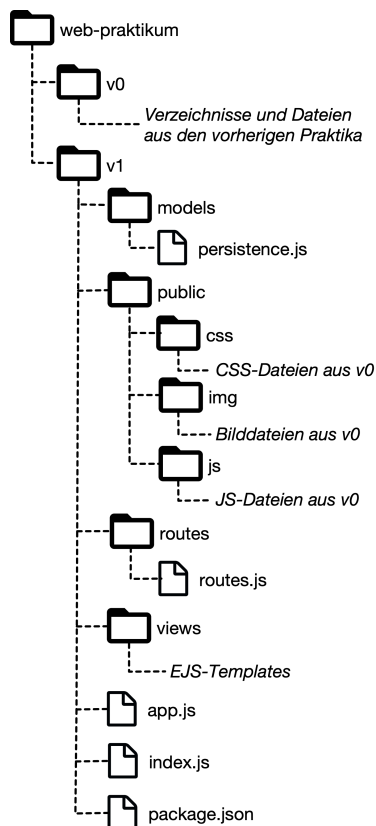 web-praktikum
v0
Verzeichnisse und Dateien
aus den vorherigen Praktika
v1
models
persistence.js
public
css
CSS-Dateien aus v0
img
Bilddateien aus v0
js
JS-Dateien aus v0
routes
routes.js
views
EJS-Templates
app.js
index.js
package.json